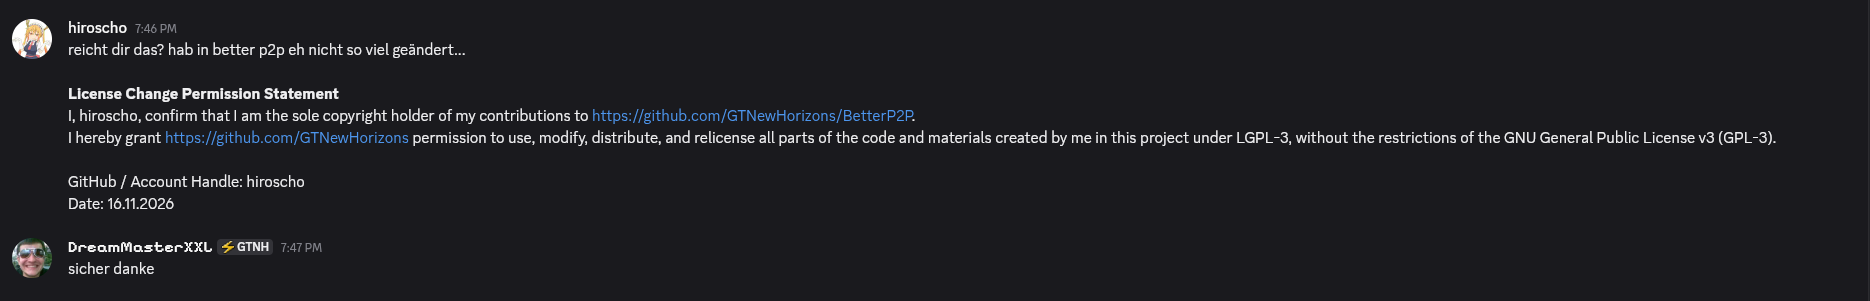 hiroscho 7:46 PM
reicht dir das? hab in better p2p eh nicht so viel geändert...
License Change Permission Statement
I, hiroscho, confirm that I am the sole copyright holder of my contributions to https://github.com/GTNewHorizons/BetterP2P.
I hereby grant https://github.com/GTNewHorizons permission to use, modify, distribute, and relicense all parts of the code and materials created by me in this project under LGPL-3, without the restrictions of the GNU General Public License v3 (GPL-3).
GitHub / Account Handle: hiroscho
Date: 16.11.2026
DreamMasterXXL ⚡GTNH 7:47 PM
sicher danke